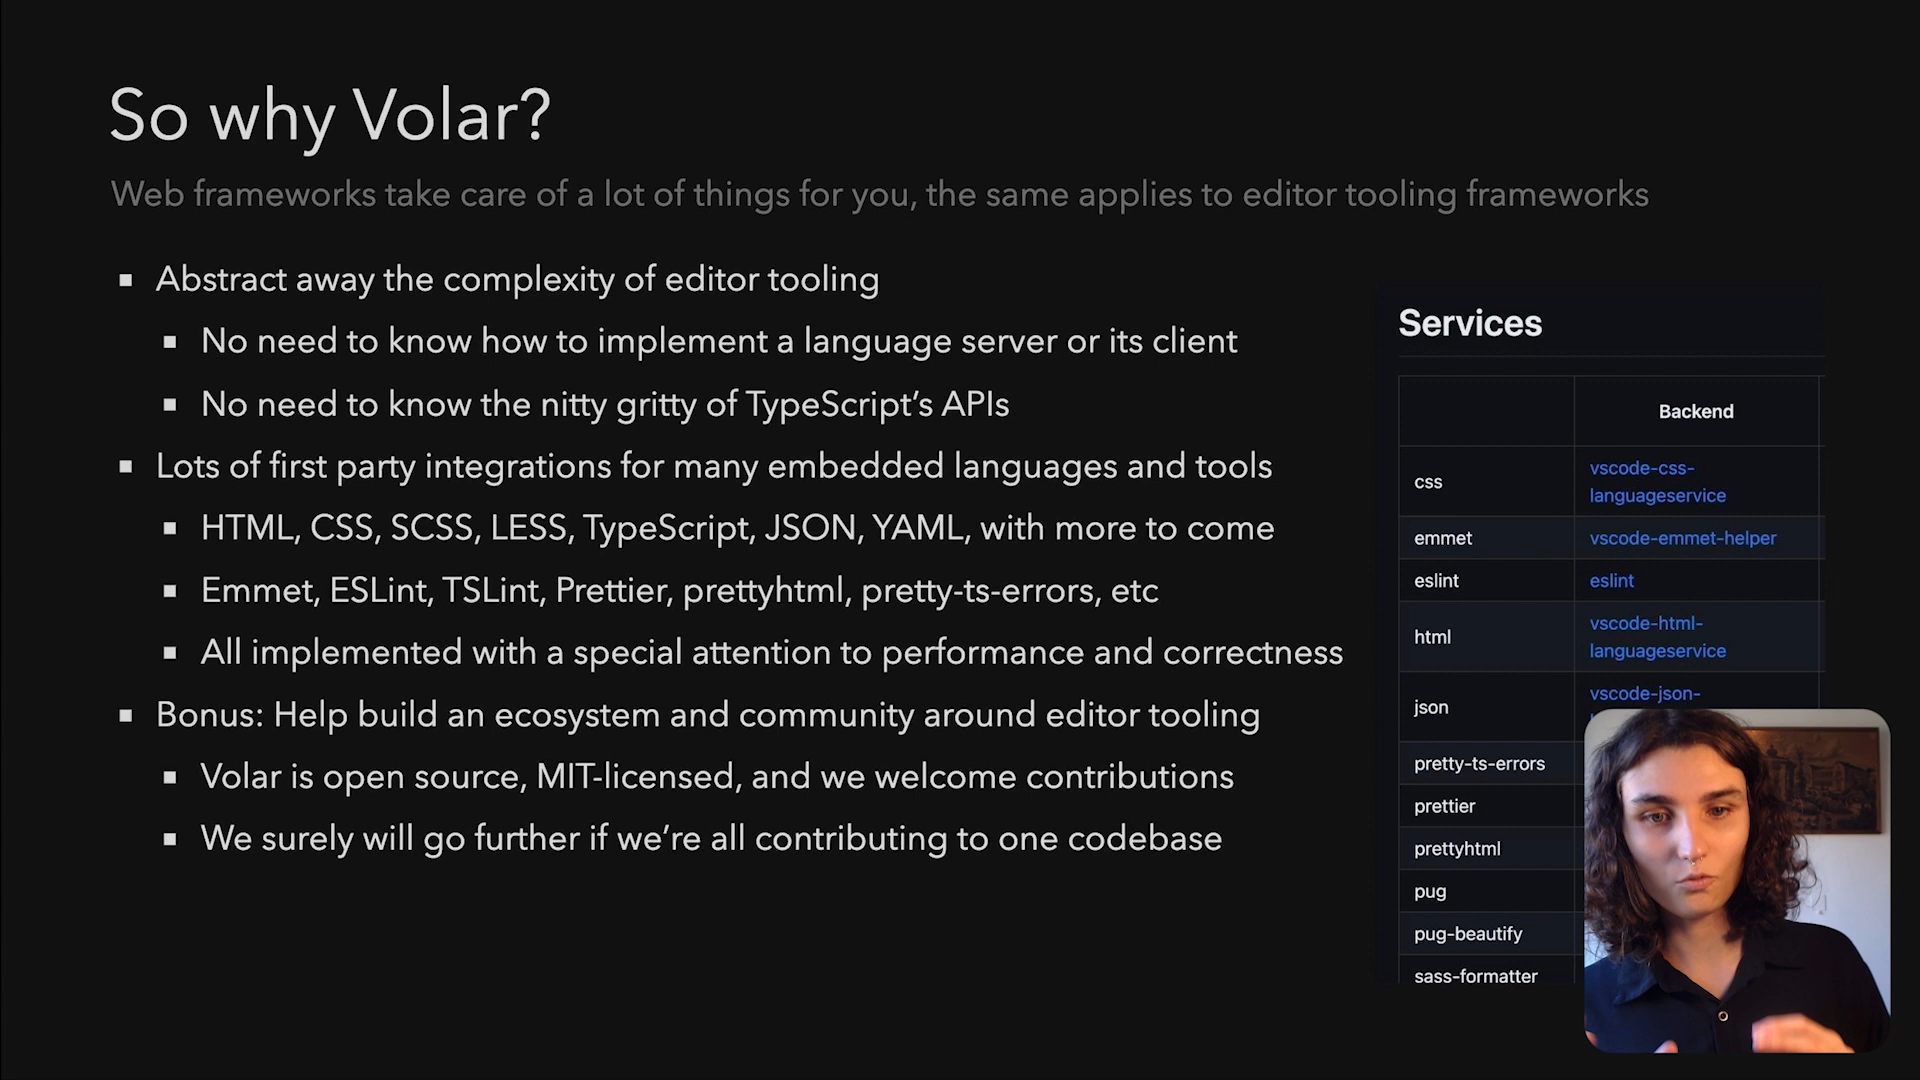 So why Volar?
Web frameworks take care of a lot of things for you, the same applies to editor tooling frameworks
Abstract away the complexity of editor tooling
No need to know how to implement a language server or its client
No need to know the nitty gritty of TypeScript’s APIs
Lots of first party integrations for many embedded languages and tools
HTML, CSS, SCSS, LESS, TypeScript, JSON, YAML, with more to come
Emmet, ESLint, TSLint, Prettier, prettyhtml, pretty-ts-errors, etc
All implemented with a special attention to performance and correctness
Bonus: Help build an ecosystem and community around editor tooling
Volar is open source, MIT-licensed, and we welcome contributions
We surely will go further if we’re all contributing to one codebase
Services
Backend
css
vscode-css-
languageservice
emmet
vscode-emmet-helper
eslint
eslint
html
vscode-html-
languageservice
json
vscode-json-
pretty-ts-errors
prettier
prettyhtml
pug
pug-beautify
sass-formatter